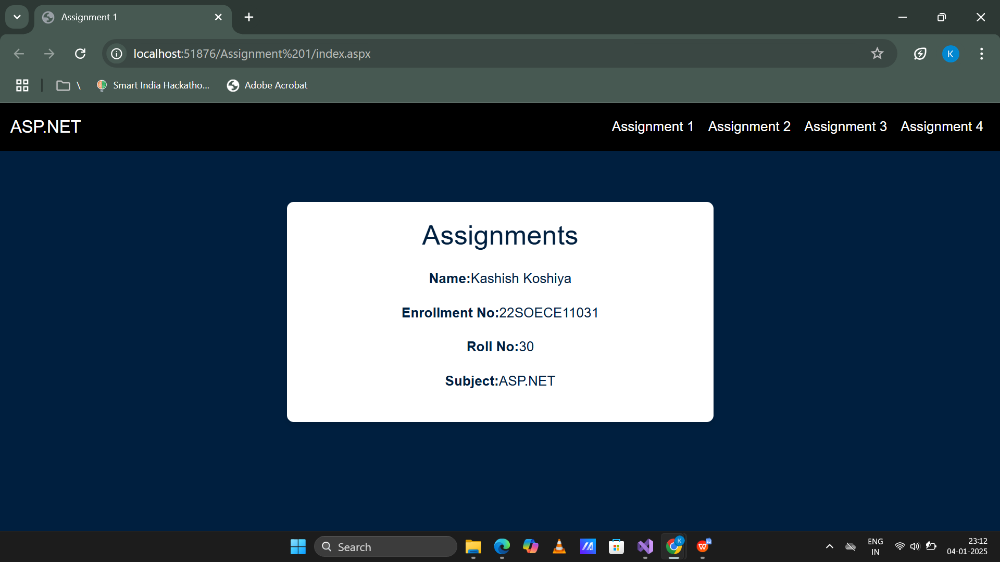 Assignment 1
localhost:51876/Assignment%201/index.aspx
K
\
Smart India Hackatho...
Adobe Acrobat
ASP.NET
Assignment 1
Assignment 2
Assignment 3
Assignment 4
Assignments
Name:Kashish Koshiya
Enrollment No:22SOECE11031
Roll No:30
Subject:ASP.NET
Search
K
W
ENG
IN
23:12
04-01-2025